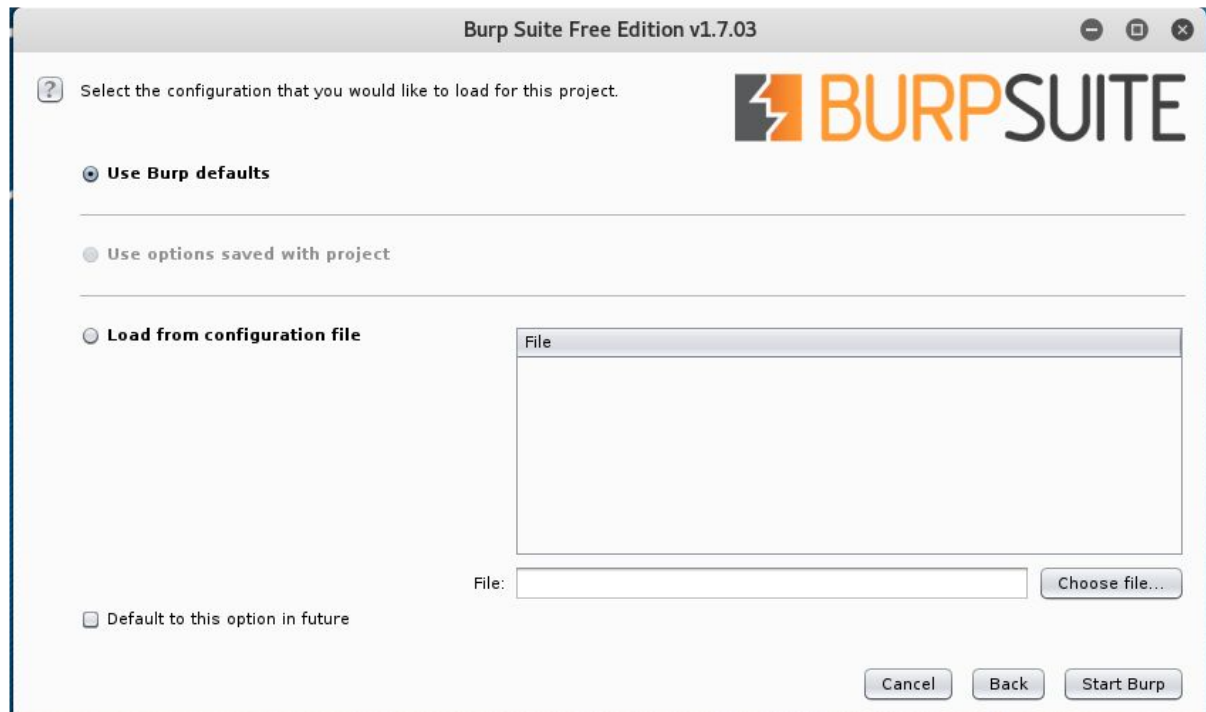 Burp Suite Free Edition v1.7.03
? Select the configuration that you would like to load for this project.
BURPSUITE
Use Burp defaults
Use options saved with project
Load from configuration file
File
File:
Choose file...
Default to this option in future
Cancel
Back
Start Burp